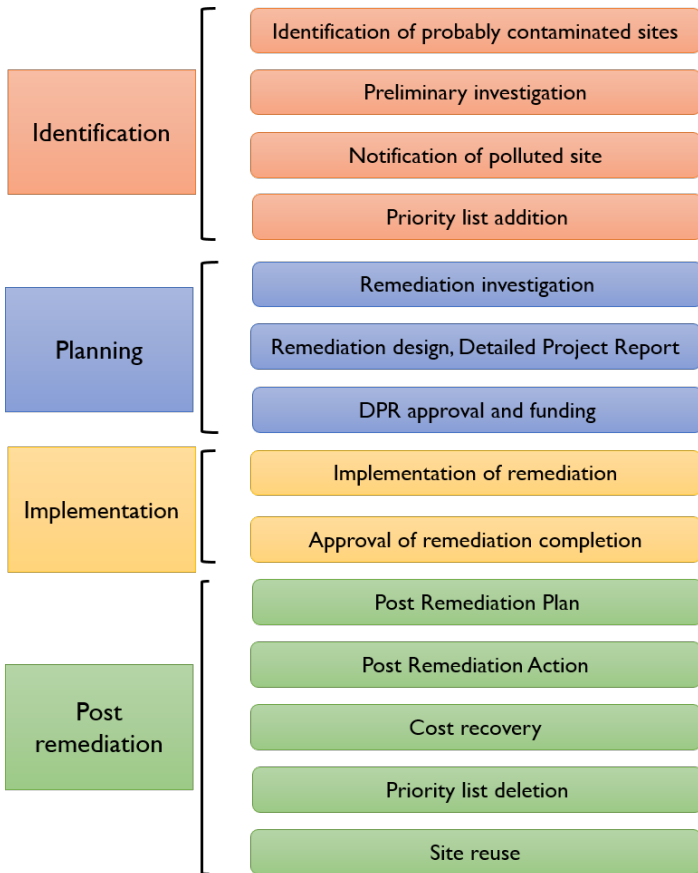 Identification
Identification of probably contaminated sites
Preliminary investigation
Notification of polluted site
Priority list addition
Planning
Remediation investigation
Remediation design, Detailed Project Report
DPR approval and funding
Implementation
Implementation of remediation
Approval of remediation completion
Post
remediation
Post Remediation Plan
Post Remediation Action
Cost recovery
Priority list deletion
Site reuse